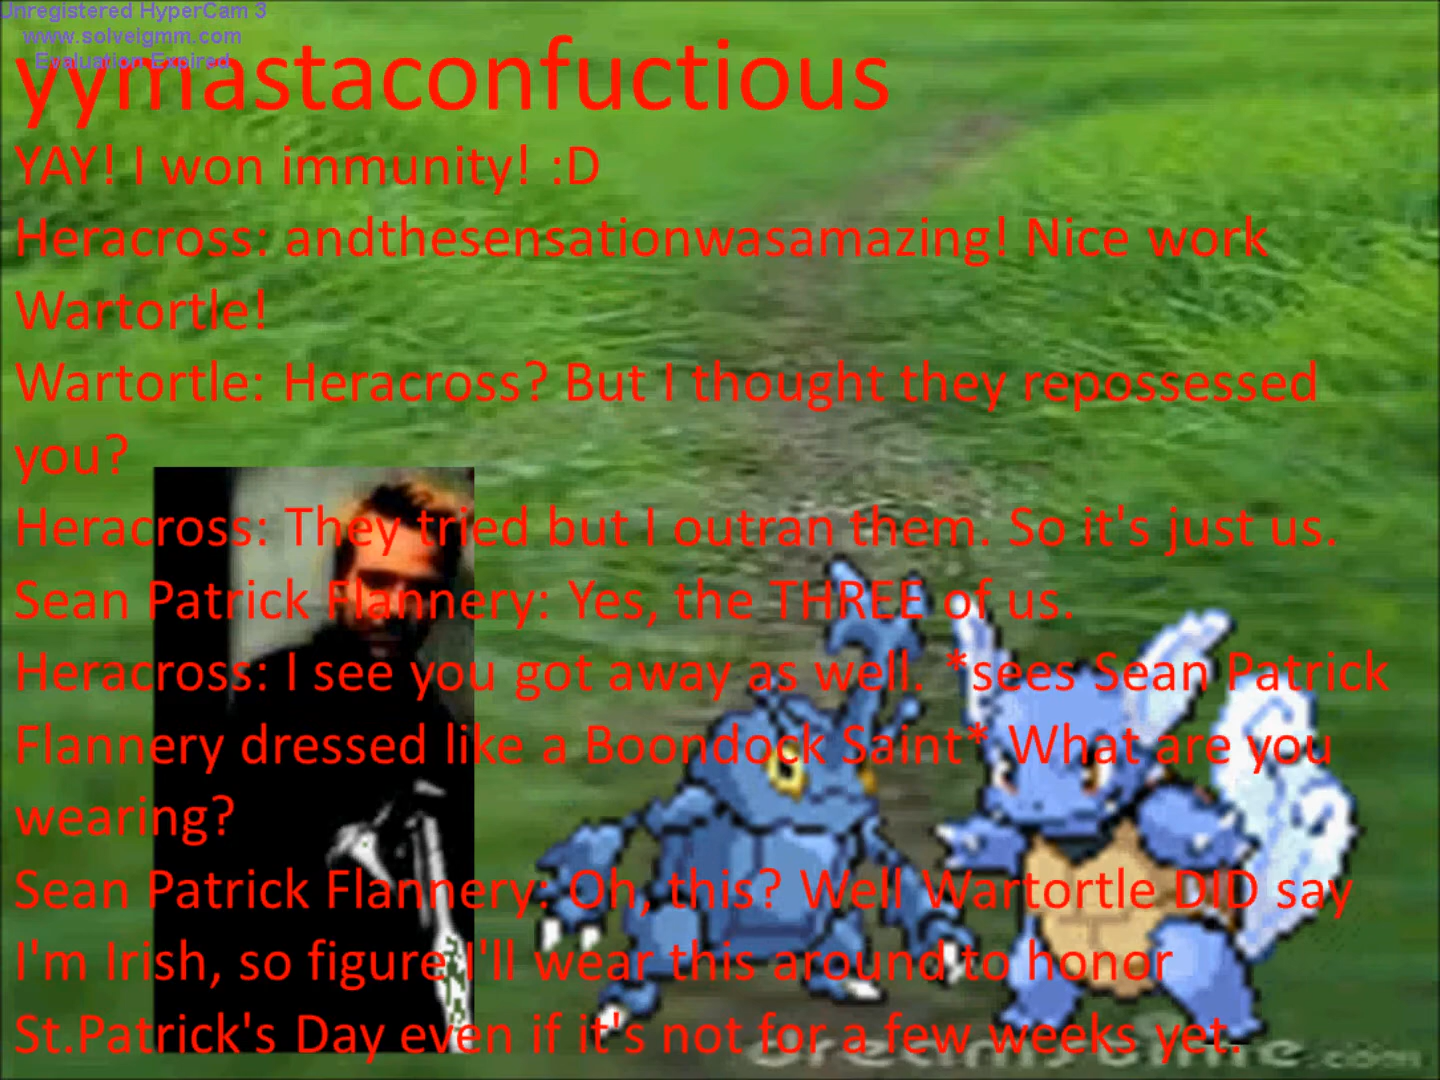 Unregistered HyperCam 3
www.solveigmm.com
Evaluation Expired
yymastaconfuctious
YAY! I won immunity! :D
Heracross: andthesensationwasamazing! Nice work
Wartortle!
Wartortle: Heracross? But I thought they repossessed
you?
Heracross: They tried but I outran them. So it's just us.
Sean Patrick Flannery: Yes, the THREE of us.
Heracross: I see you got away as well. *sees Sean Patrick
Flannery dressed like a Boondock Saint* What are you
wearing?
Sean Patrick Flannery: Oh, this? Well Wartortle DID say
I'm Irish, so figure I'll wear this around to honor
St.Patrick's Day even if it's not for a few weeks yet.
dreamstime.com